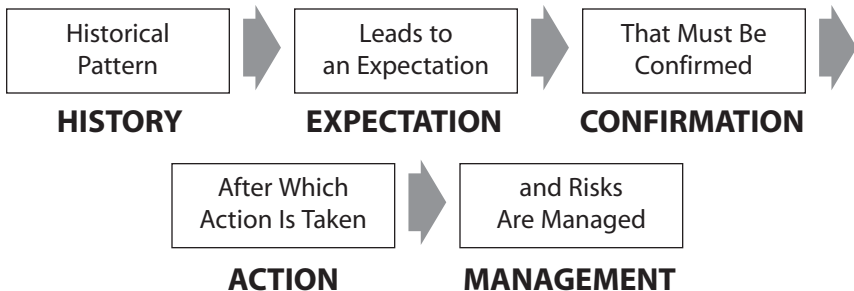 Historical
Pattern
Leads to
an Expectation
That Must Be
Confirmed
HISTORY
EXPECTATION
CONFIRMATION
After Which
Action Is Taken
and Risks
Are Managed
ACTION
MANAGEMENT